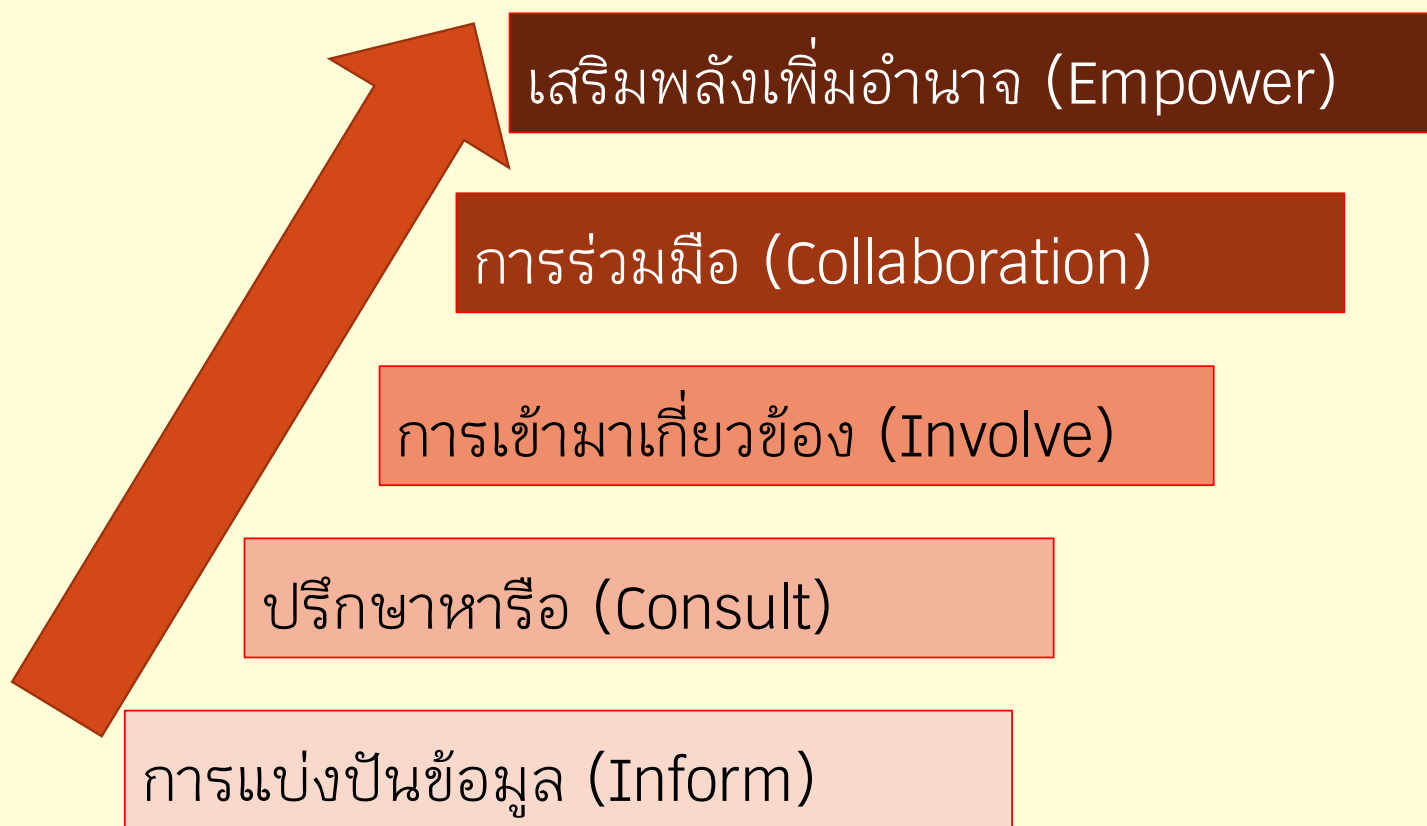 เสริมพลังเพิ่มอำนาจ (Empower)
การร่วมมือ (Collaboration)
การเข้ามาเกี่ยวข้อง (Involve)
ปรึกษาหารือ (Consult)
การแบ่งปันข้อมูล (Inform)